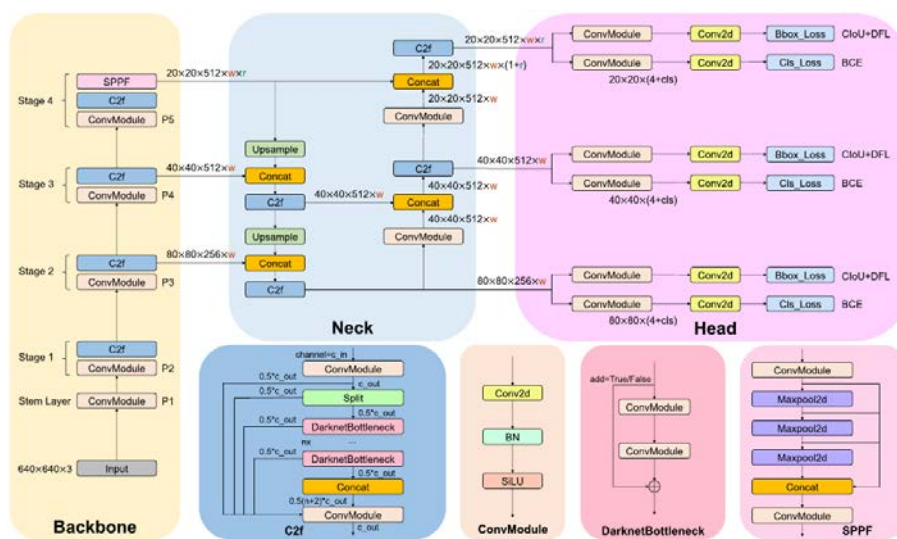 SPPF
C2f
ConvModule
Stage 4
P5
20×20×512×w×r
C2f
ConvModule
Stage 3
P4
40×40×512×w
C2f
ConvModule
Stage 2
P3
80×80×256×w
C2f
ConvModule
Stage 1
P2
Stem Layer
ConvModule
P1
640×640×3
Input
Backbone
Upsample
Concat
C2f
40×40×512×w
Upsample
Concat
C2f
C2f
20×20×512×w×r
20×20×512×w×(1+r)
Concat
20×20×512×w
ConvModule
C2f
40×40×512×w
40×40×512×w
Concat
40×40×512×w
ConvModule
80×80×256×w
Neck
ConvModule
Conv2d
Bbox_Loss
CIoU+DFL
ConvModule
Conv2d
Cls_Loss
BCE
20×20×(4+cls)
ConvModule
Conv2d
Bbox_Loss
CIoU+DFL
ConvModule
Conv2d
Cls_Loss
BCE
40×40×(4+cls)
ConvModule
Conv2d
Bbox_Loss
CIoU+DFL
ConvModule
Conv2d
Cls_Loss
BCE
80×80×(4+cls)
Head
channel=c_in
ConvModule
0.5*c_out
c_out
Split
0.5*c_out
0.5*c_out
DarknetBottleneck
0.5*c_out
...
DarknetBottleneck
0.5*c_out
0.5*c_out
Concat
0.5(n+2)*c_out
ConvModule
c_out
C2f
Conv2d
BN
SiLU
ConvModule
add=True/False
ConvModule
ConvModule
DarknetBottleneck
ConvModule
Maxpool2d
Maxpool2d
Maxpool2d
Concat
ConvModule
SPPF